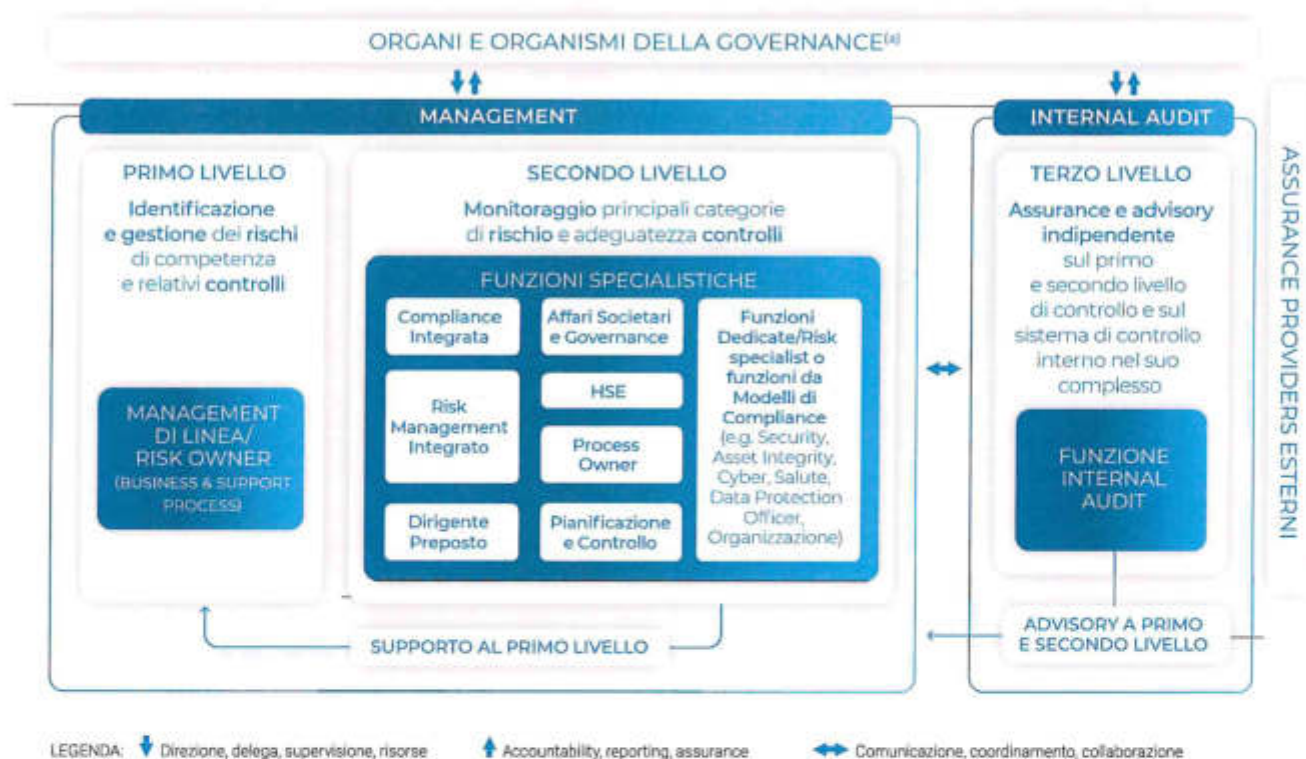 ORGANI E ORGANISMI DELLA GOVERNANCE(a)
MANAGEMENT
PRIMO LIVELLO
Identificazione
e gestione dei rischi
di competenza
e relativi controlli
MANAGEMENT
DI LINEA/
RISK OWNER
(BUSINESS & SUPPORT
PROCESS)
SECONDO LIVELLO
Monitoraggio principali categorie
di rischio e adeguatezza controlli
FUNZIONI SPECIALISTICHE
Compliance
Integrata
Risk
Management
Integrato
Dirigente
Preposto
Affari Societari
e Governance
HSE
Process
Owner
Pianificazione
e Controllo
Funzioni
Dedicate/Risk
specialist o
funzioni da
Modelli di
Compliance
(e.g. Security,
Asset Integrity,
Cyber, Salute,
Data Protection
Officer,
Organizzazione)
SUPPORTO AL PRIMO LIVELLO
INTERNAL AUDIT
TERZO LIVELLO
Assurance e advisory
indipendente
sul primo
e secondo livello
di controllo e sul
sistema di controllo
interno nel suo
complesso
FUNZIONE
INTERNAL
AUDIT
ADVISORY A PRIMO
E SECONDO LIVELLO
ASSURANCE PROVIDERS ESTERNI
LEGENDA: Direzione, delega, supervisione, risorse Accountability, reporting, assurance Comunicazione, coordinamento, collaborazione